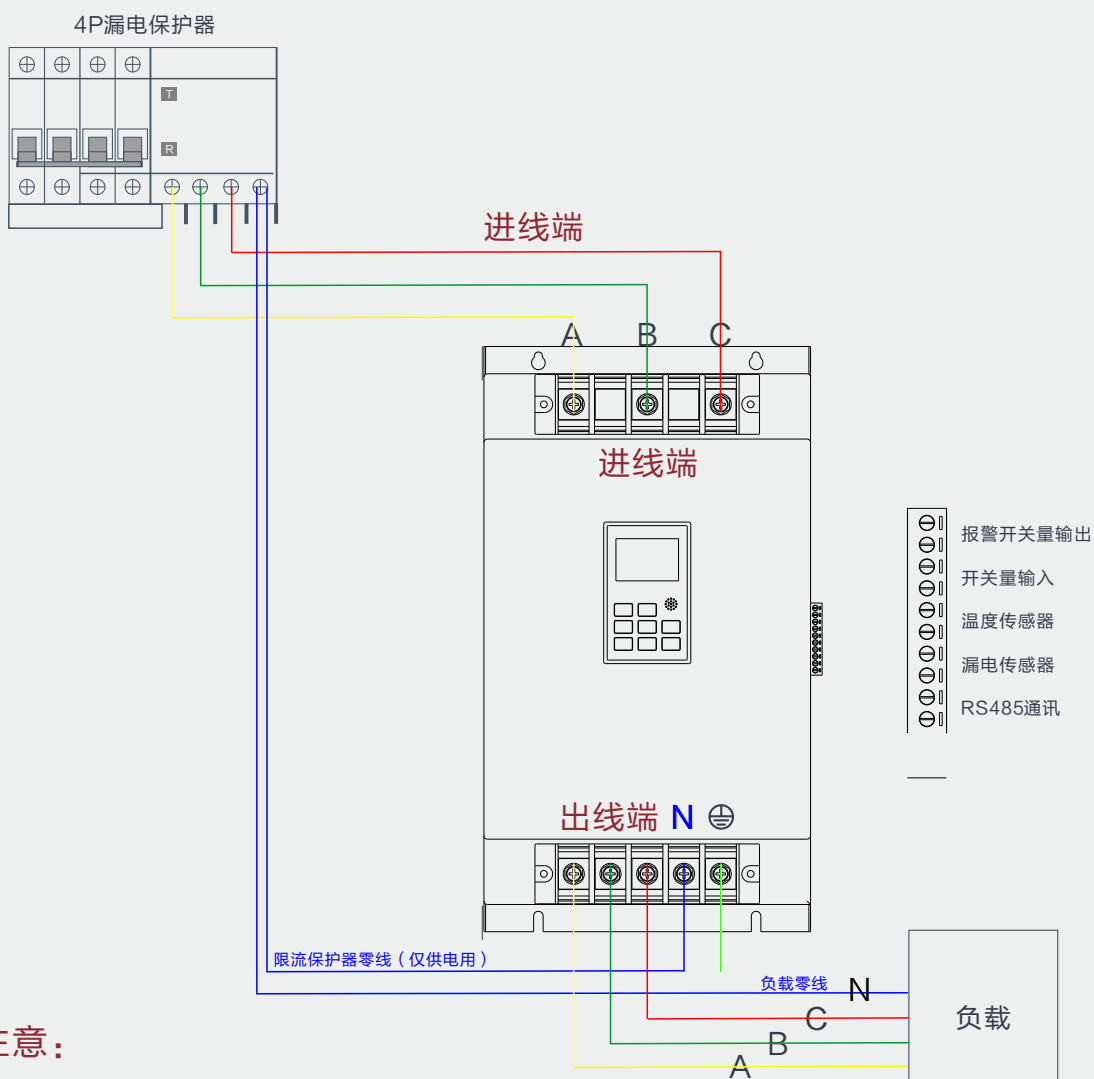 4P漏电保护器
T
R
进线端
A B C
进线端
报警开关量输出
开关量输入
温度传感器
漏电传感器
RS485通讯
出线端 N
限流保护器零线（仅供电用）
负载零线 N
C
负载
B
A
注意：